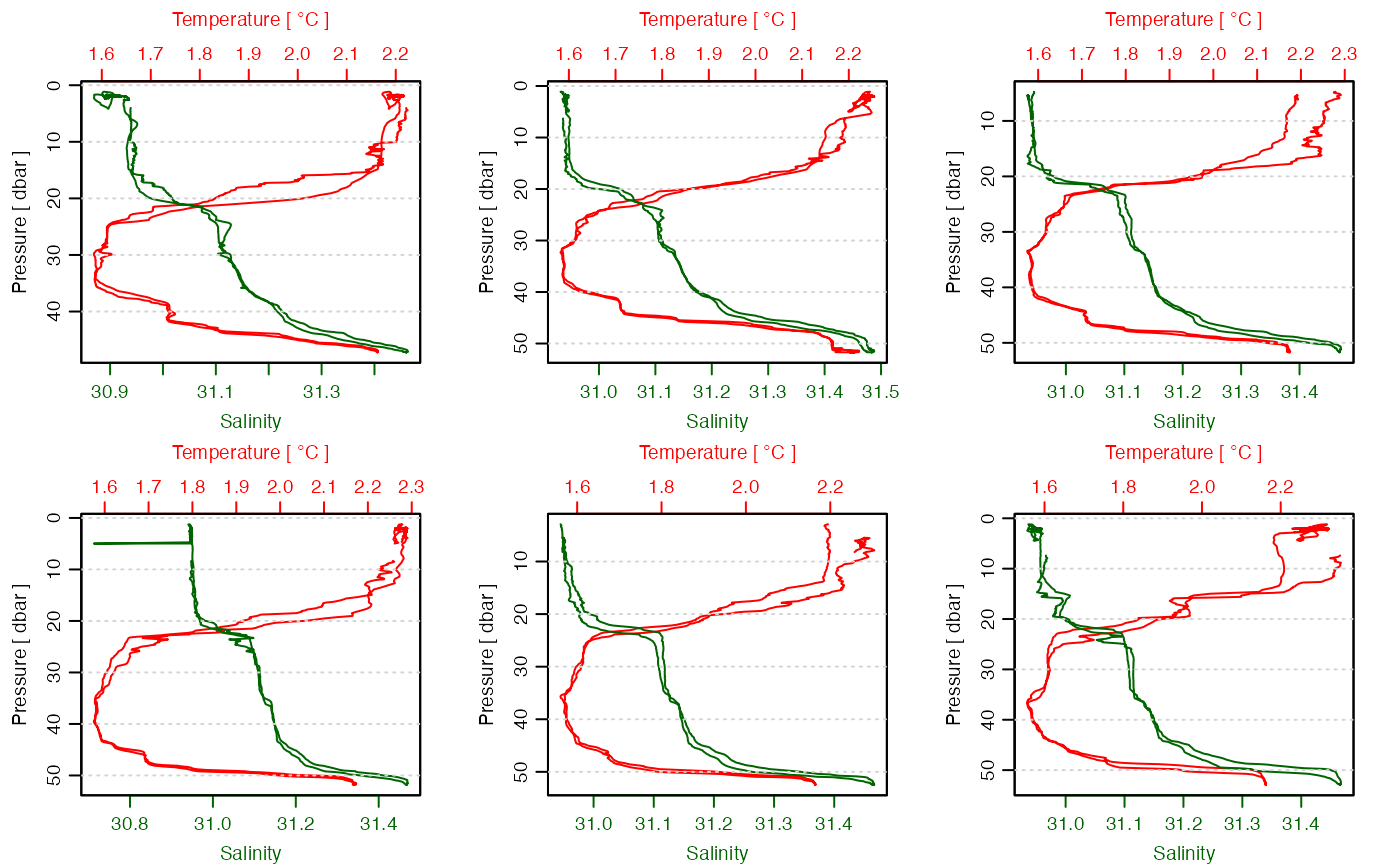 Temperature [ °C ]
1.6 1.7 1.8 1.9 2.0 2.1 2.2
Pressure [ dbar ]
0
10
20
30
40
30.9 31.1 31.3
Salinity
Temperature [ °C ]
1.6 1.7 1.8 1.9 2.0 2.1 2.2
Pressure [ dbar ]
0
10
20
30
40
50
31.0 31.1 31.2 31.3 31.4 31.5
Salinity
Temperature [ °C ]
1.6 1.7 1.8 1.9 2.0 2.1 2.2 2.3
Pressure [ dbar ]
10
20
30
40
50
31.0 31.1 31.2 31.3 31.4
Salinity
Temperature [ °C ]
1.6 1.7 1.8 1.9 2.0 2.1 2.2 2.3
Pressure [ dbar ]
0
10
20
30
40
50
30.8 31.0 31.2 31.4
Salinity
Temperature [ °C ]
1.6 1.8 2.0 2.2
Pressure [ dbar ]
10
20
30
40
50
31.0 31.1 31.2 31.3 31.4
Salinity
Temperature [ °C ]
1.6 1.8 2.0 2.2
Pressure [ dbar ]
0
10
20
30
40
50
31.0 31.1 31.2 31.3 31.4
Salinity